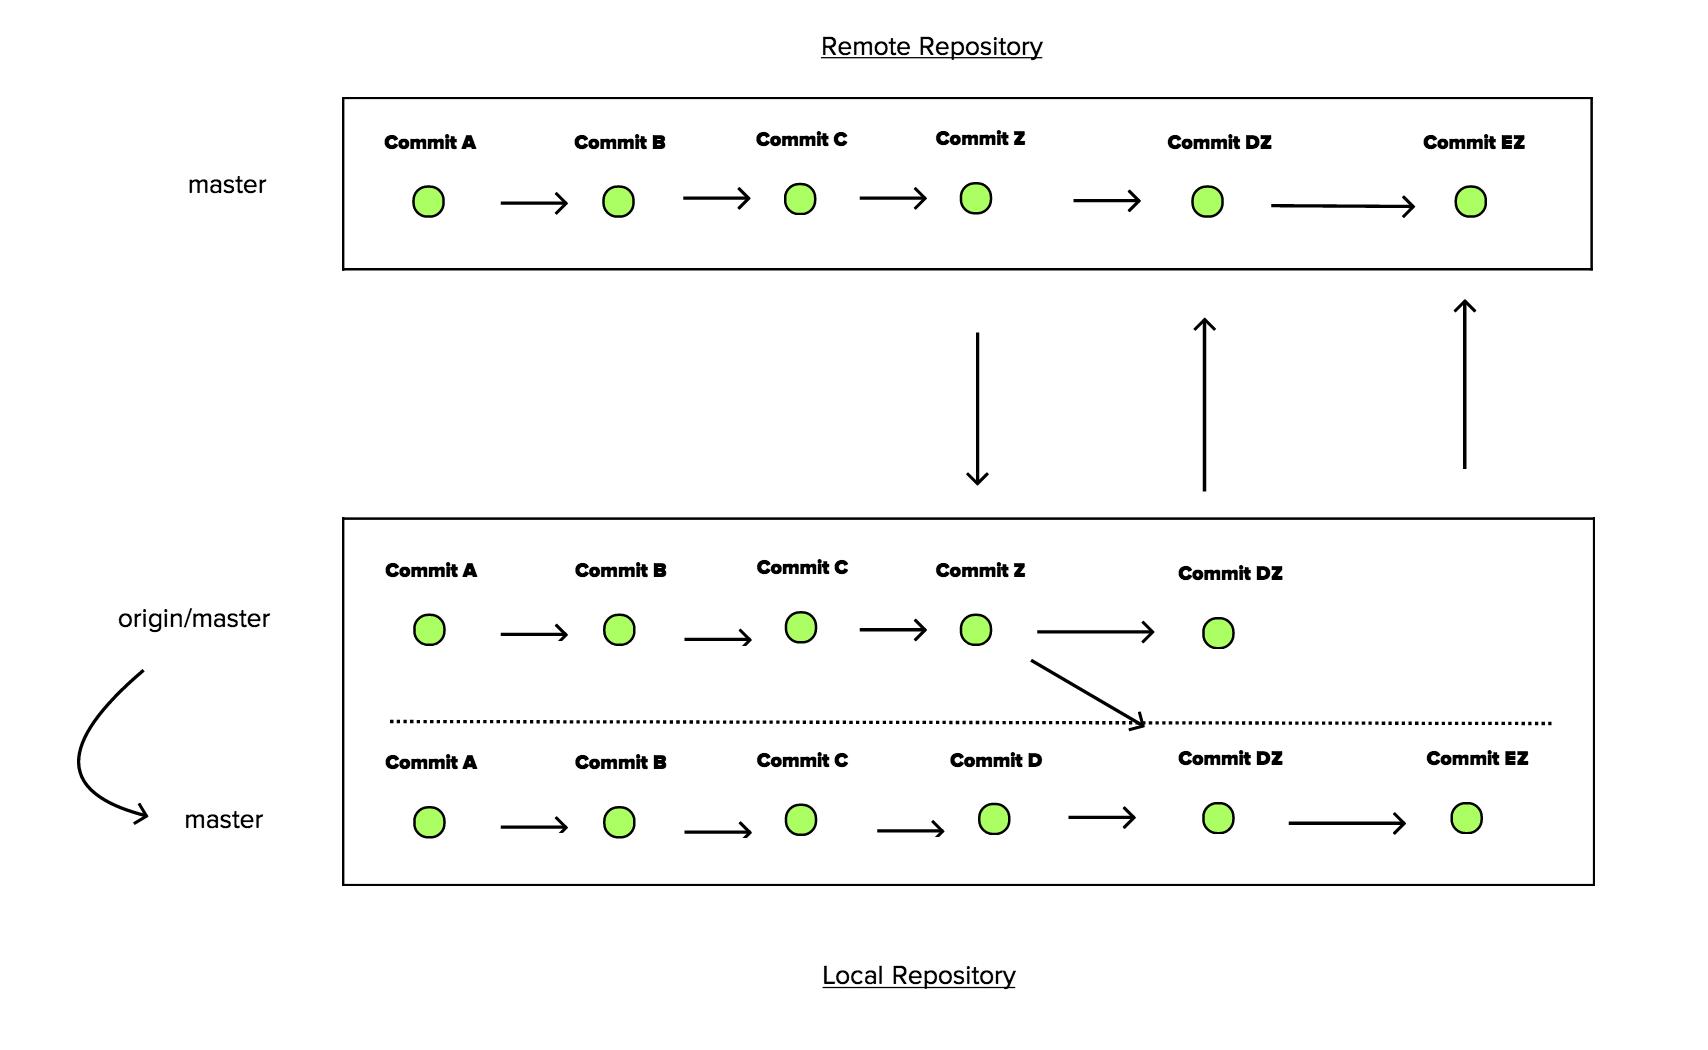 Remote Repository
master
Commit A
Commit B
Commit C
Commit Z
Commit DZ
Commit EZ
origin/master
Commit A
Commit B
Commit C
Commit Z
Commit DZ
master
Commit A
Commit B
Commit C
Commit D
Commit DZ
Commit EZ
Local Repository